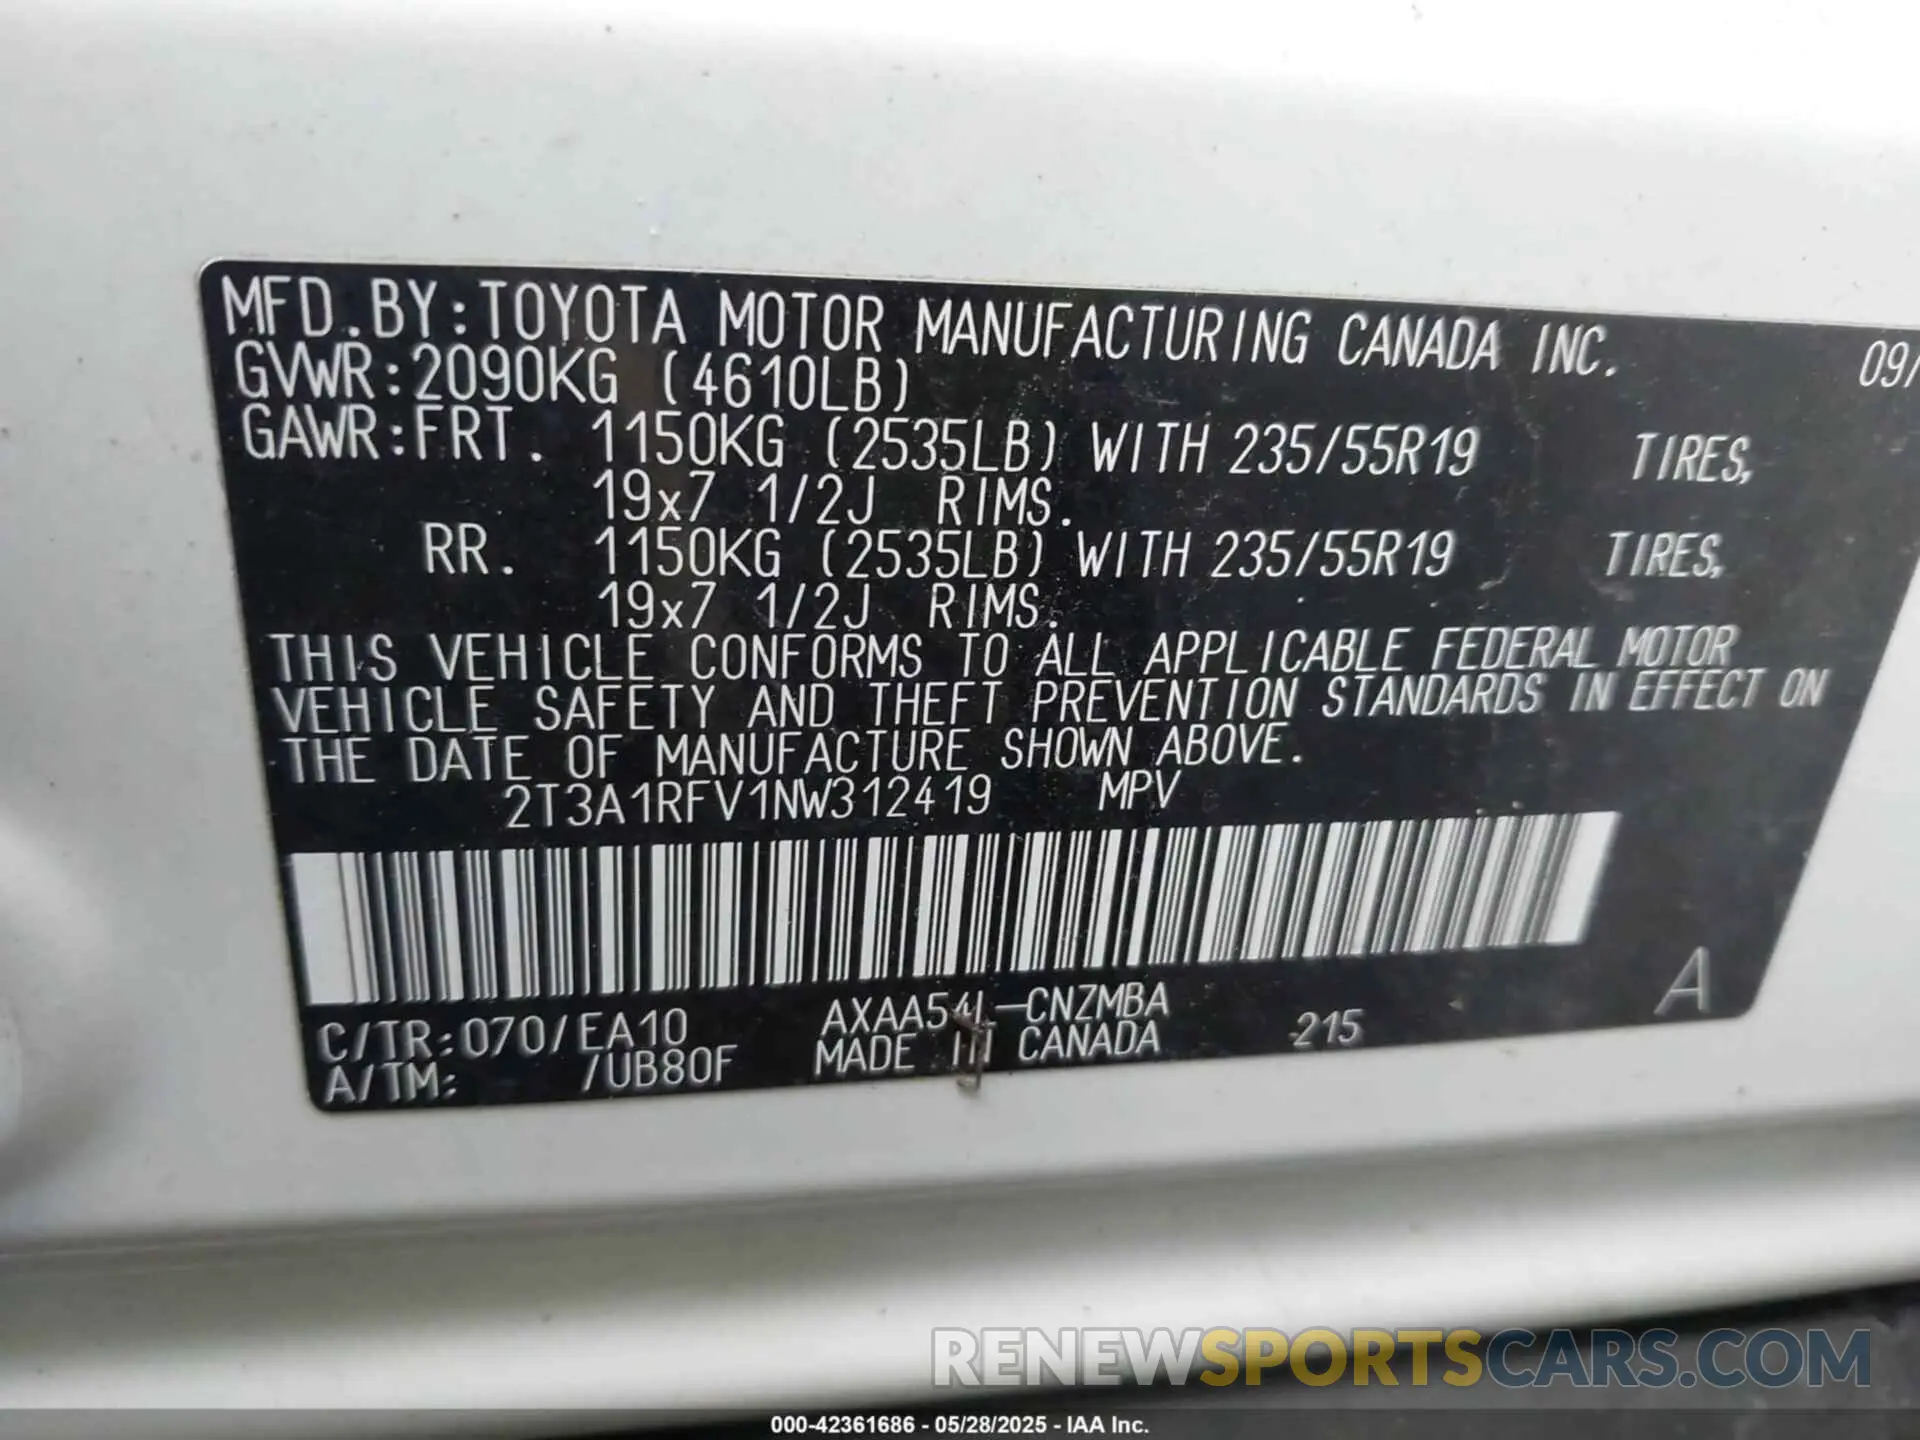 MFD.BY:TOYOTA MOTOR MANUFACTURING CANADA INC. 09/
GVWR:2090KG (4610LB)
GAWR:FRT. 1150KG (2535LB) WITH 235/55R19 TIRES,
19x7 1/2J RIMS.
RR. 1150KG (2535LB) WITH 235/55R19 TIRES,
19x7 1/2J RIMS.
THIS VEHICLE CONFORMS TO ALL APPLICABLE FEDERAL MOTOR
VEHICLE SAFETY AND THEFT PREVENTION STANDARDS IN EFFECT ON
THE DATE OF MANUFACTURE SHOWN ABOVE.
2T3A1RFV1NW312419 MPV
A
C/TR:070/EA10 AXAA54L-CNZMBA 215
A/TM: /UB80F MADE IN CANADA
RENEWSPORTSCARS.COM
000-42361686 - 05/28/2025 - IAA Inc.